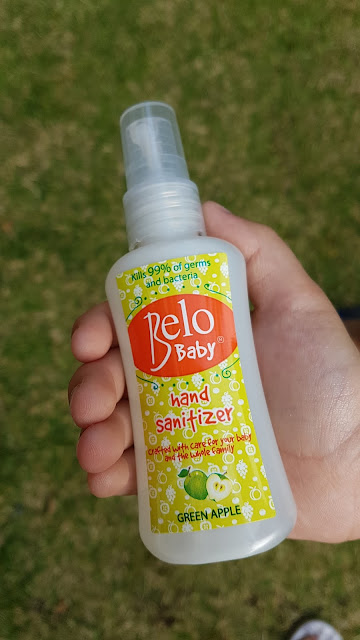 Kills 99% of germs
and bacteria
Belo
Baby®
hand
sanitizer
Crafted with care for your baby
and the whole family
GREEN APPLE